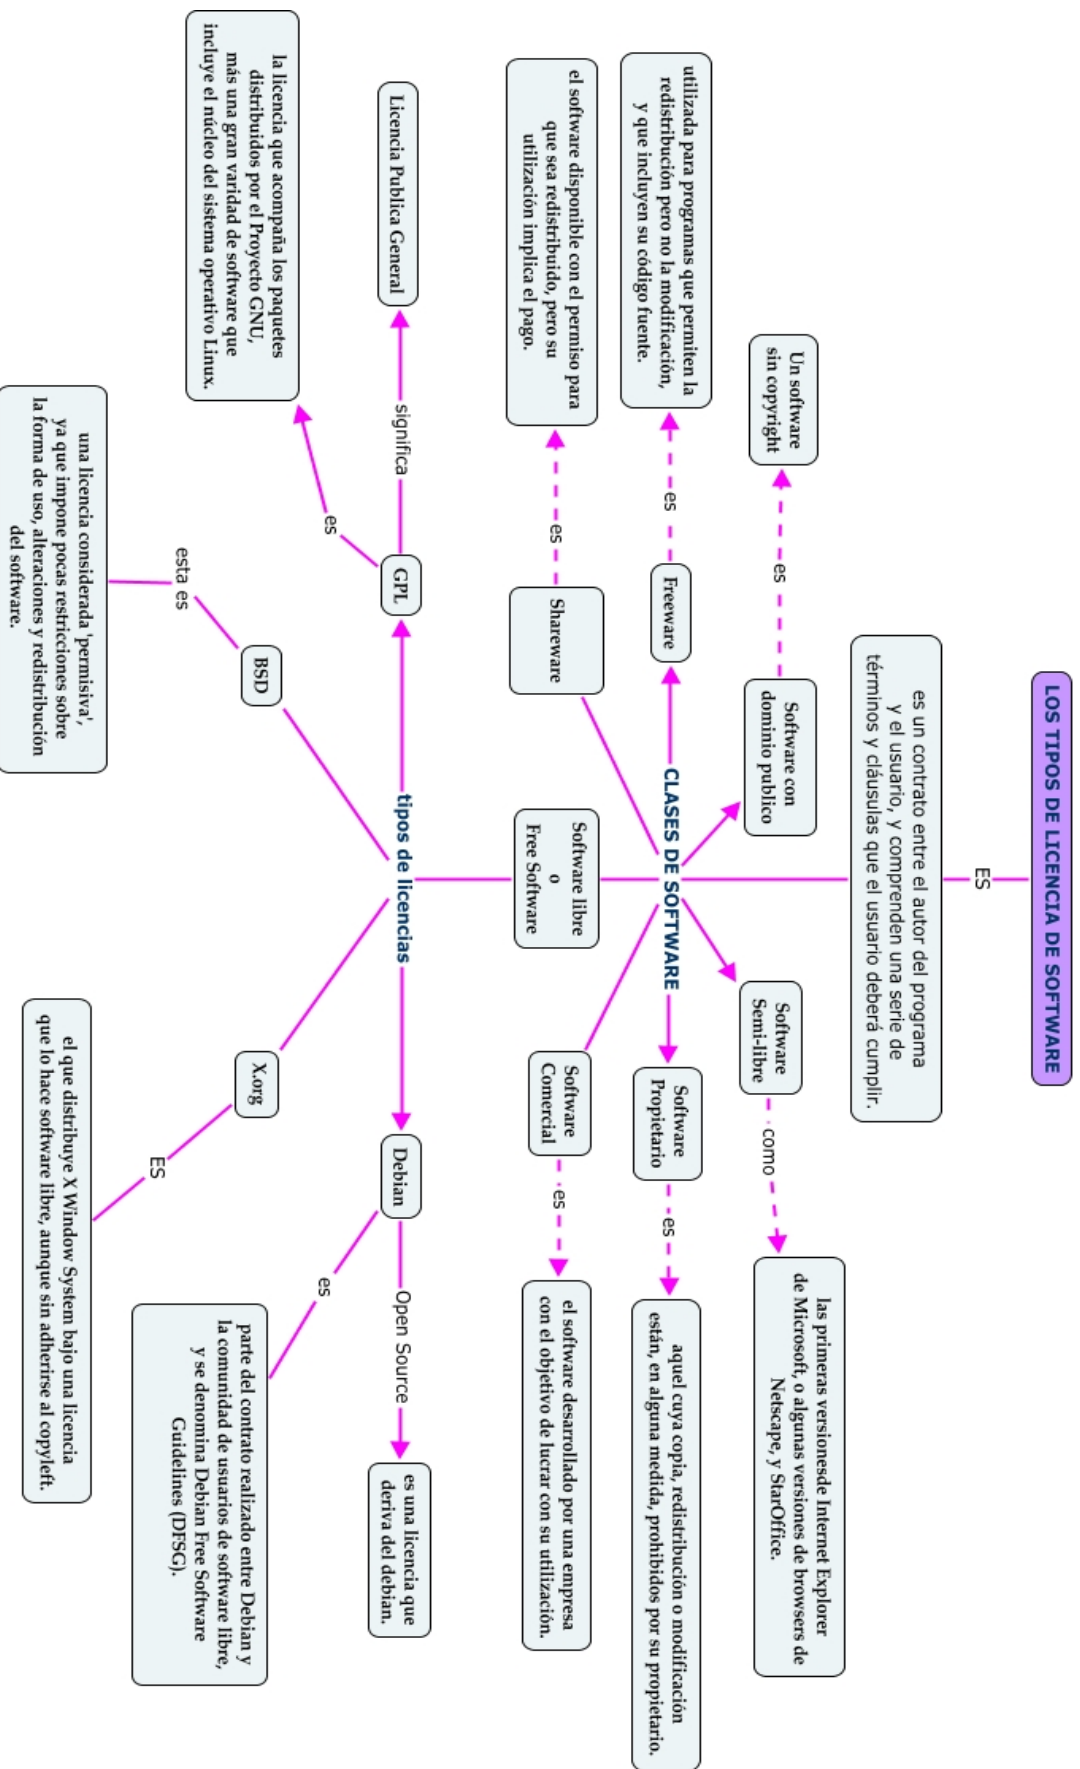 LOS TIPOS DE LICENCIA DE SOFTWARE
ES
es un contrato entre el autor del programa
y el usuario, y comprenden una serie de
términos y cláusulas que el usuario deberá cumplir.
CLASES DE SOFTWARE
Software con
dominio publico
es
Un software
sin copyright
Software
Semi-libre
como
las primeras versionesde Internet Explorer
de Microsoft, o algunas versiones de browsers de
Netscape, y StarOffice.
Freeware
es
utilizada para programas que permiten la
redistribución pero no la modificación,
y que incluyen su código fuente.
Software
Propietario
es
aquel cuya copia, redistribución o modificación
están, en alguna medida, prohibidos por su propietario.
Shareware
es
el software disponible con el permiso para
que sea redistribuido, pero su
utilización implica el pago.
Software libre
o
Free Software
Software
Comercial
es
el software desarrollado por una empresa
con el objetivo de lucrar con su utilización.
tipos de licencias
GPL
significa
Licencia Publica General
es
la licencia que acompaña los paquetes
distribuidos por el Proyecto GNU,
más una gran varidad de software que
incluye el núcleo del sistema operativo Linux.
Debian
Open Source
es una licencia que
deriva del debian.
es
parte del contrato realizado entre Debian y
la comunidad de usuarios de software libre,
y se denomina Debian Free Software
Guidelines (DFSG).
BSD
esta es
una licencia considerada 'permisiva',
ya que impone pocas restricciones sobre
la forma de uso, alteraciones y redistribución
del software.
X.org
ES
el que distribuye X Window System bajo una licencia
que lo hace software libre, aunque sin adherirse al copyleft.